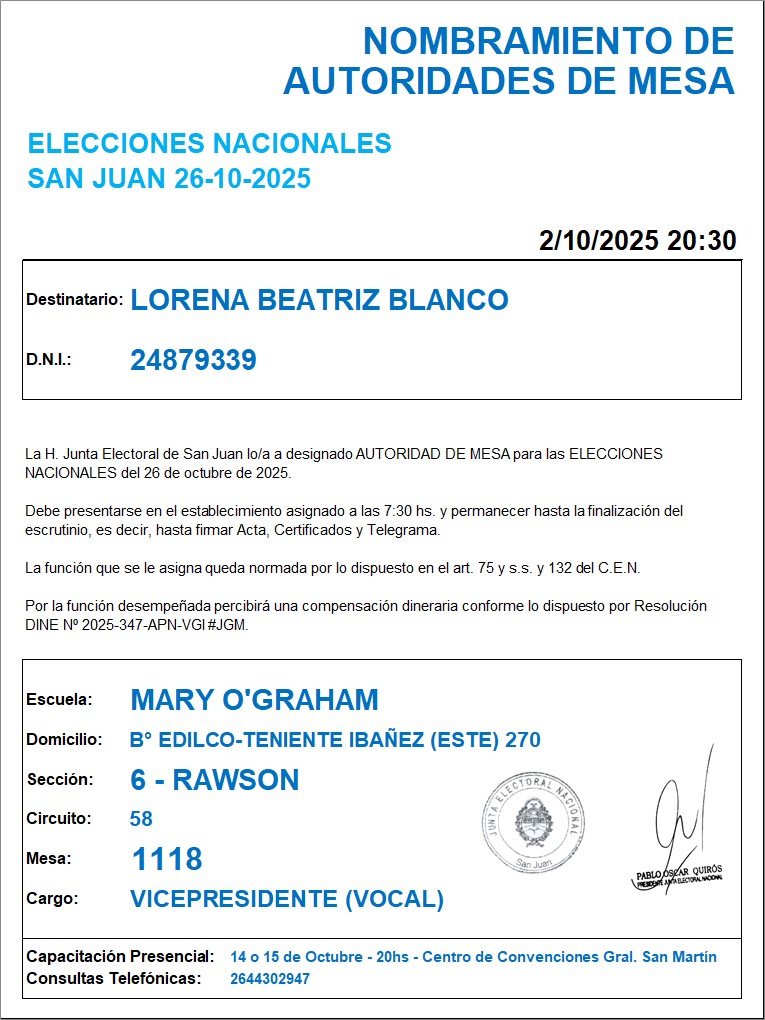 NOMBRAMIENTO DE
AUTORIDADES DE MESA
ELECCIONES NACIONALES
SAN JUAN 26-10-2025
2/10/2025 20:30
Destinatario: LORENA BEATRIZ BLANCO
D.N.I.: 24879339
La H. Junta Electoral de San Juan lo/a a designado AUTORIDAD DE MESA para las ELECCIONES
NACIONALES del 26 de octubre de 2025.
Debe presentarse en el establecimiento asignado a las 7:30 hs. y permanecer hasta la finalización del
escrutinio, es decir, hasta firmar Acta, Certificados y Telegrama.
La función que se le asigna queda normada por lo dispuesto en el art. 75 y s.s. y 132 del C.E.N.
Por la función desempeñada percibirá una compensación dineraria conforme lo dispuesto por Resolución
DINE Nº 2025-347-APN-VGI#JGM.
Escuela: MARY O'GRAHAM
Domicilio: B° EDILCO-TENIENTE IBAÑEZ (ESTE) 270
Sección: 6 - RAWSON
Circuito: 58
Mesa: 1118
Cargo: VICEPRESIDENTE (VOCAL)
JUNTA ELECTORAL NACIONAL
San Juan
PABLO OSCAR QUIRÓS
PRESIDENTE JUNTA ELECTORAL NACIONAL
Capacitación Presencial: 14 o 15 de Octubre - 20hs - Centro de Convenciones Gral. San Martín
Consultas Telefónicas: 2644302947